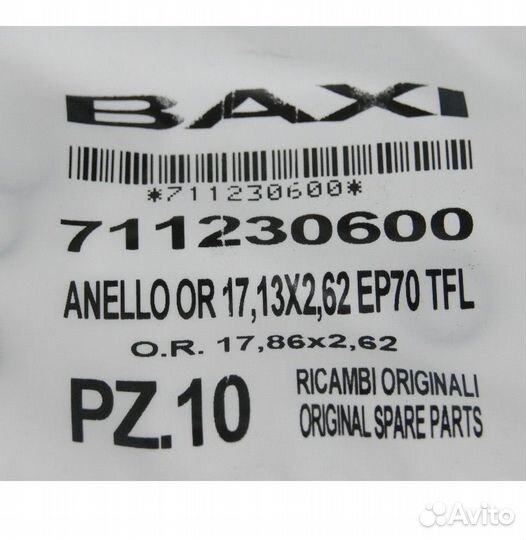 BAXI
*711230600*
711230600
ANELLO OR 17,13X2,62 EP70 TFL
O.R. 17,86x2,62
PZ.10
RICAMBI ORIGINALI
ORIGINAL SPARE PARTS
Avito